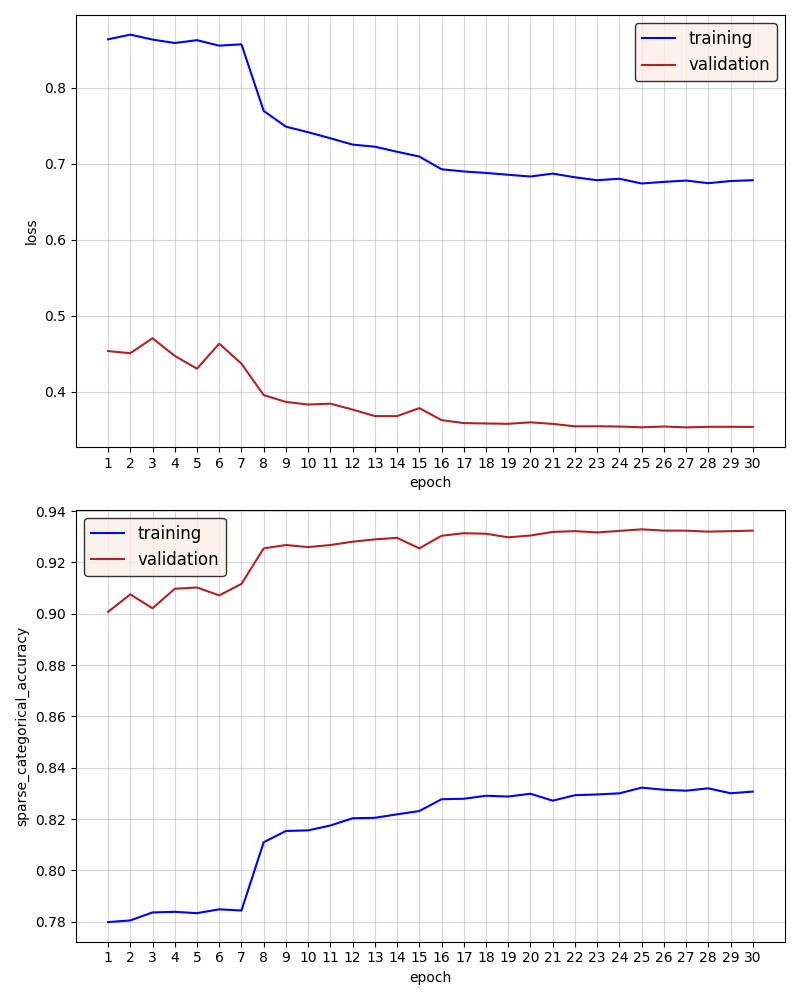 training
validation
0.8
0.7
0.6
0.5
0.4
loss
1 2 3 4 5 6 7 8 9 10 11 12 13 14 15 16 17 18 19 20 21 22 23 24 25 26 27 28 29 30
epoch
training
validation
0.94
0.92
0.90
0.88
0.86
0.84
0.82
0.80
0.78
sparse_categorical_accuracy
1 2 3 4 5 6 7 8 9 10 11 12 13 14 15 16 17 18 19 20 21 22 23 24 25 26 27 28 29 30
epoch